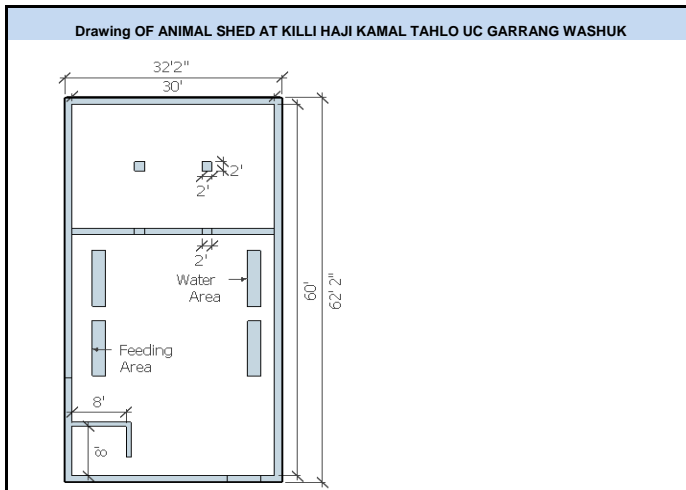 Drawing OF ANIMAL SHED AT KILLI HAJI KAMAL TAHLO UC GARRANG WASHUK
32'2"
30'
2'
2'
2'
Water
Area
60'
62' 2"
Feeding
Area
8'
8'